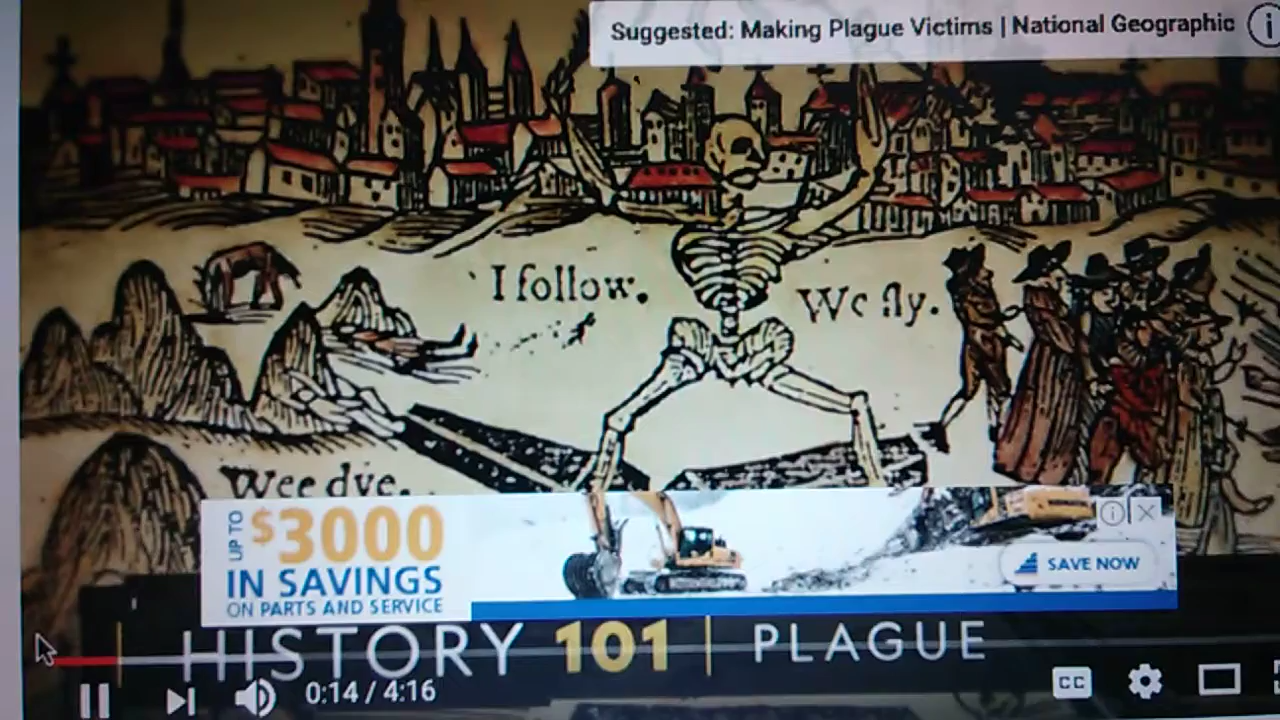 Suggested: Making Plague Victims | National Geographic
I follow.
We fly.
Wee dye.
UP TO $3000
IN SAVINGS
ON PARTS AND SERVICE
SAVE NOW
HISTORY 101 | PLAGUE
0:14 / 4:16
CC